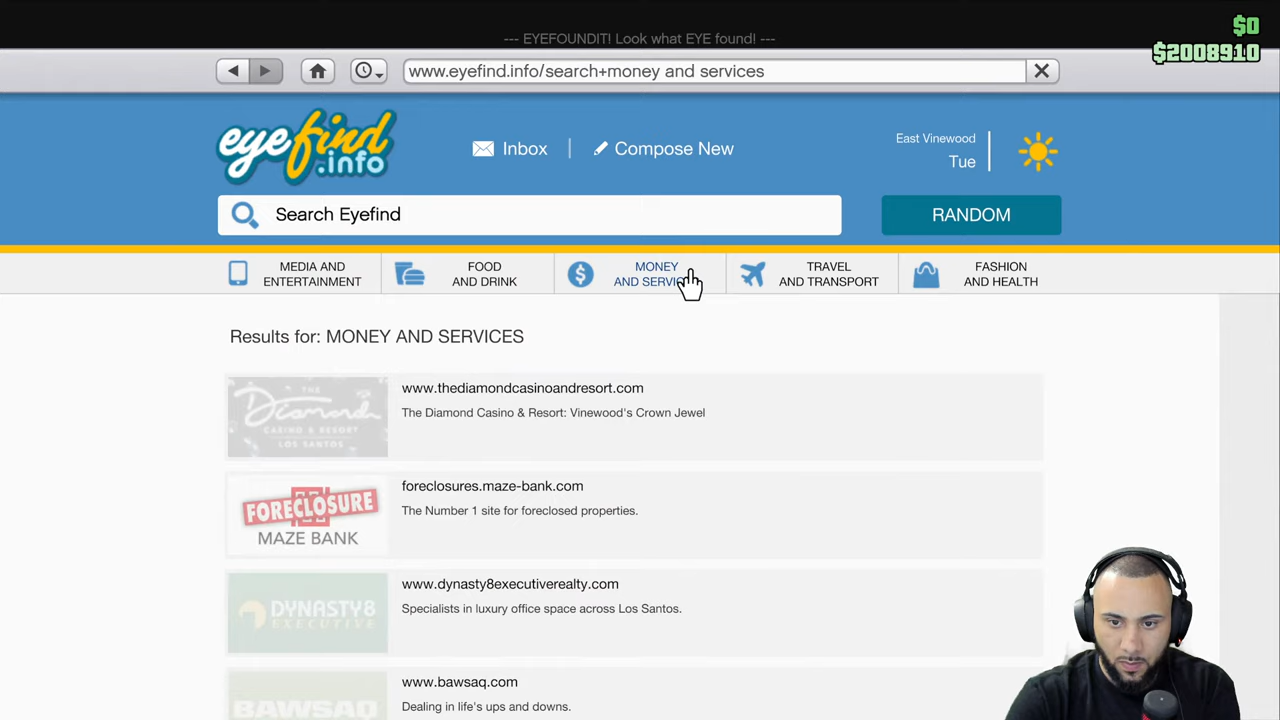 $0
--- EYEFOUNDIT! Look what EYE found! ---
$2008910
www.eyefind.info/search+money and services
eyefind
.info
Inbox
Compose New
East Vinewood
Tue
Search Eyefind
RANDOM
MEDIA AND
ENTERTAINMENT
FOOD
AND DRINK
MONEY
AND SERVIC
TRAVEL
AND TRANSPORT
FASHION
AND HEALTH
Results for: MONEY AND SERVICES
THE
Diamond
CASINO & RESORT
LOS SANTOS
www.thediamondcasinoandresort.com
The Diamond Casino & Resort: Vinewood's Crown Jewel
FORECLOSURE
MAZE BANK
foreclosures.maze-bank.com
The Number 1 site for foreclosed properties.
DYNASTY8
EXECUTIVE
www.dynasty8executiverealty.com
Specialists in luxury office space across Los Santos.
BAWSAQ
www.bawsaq.com
Dealing in life's ups and downs.